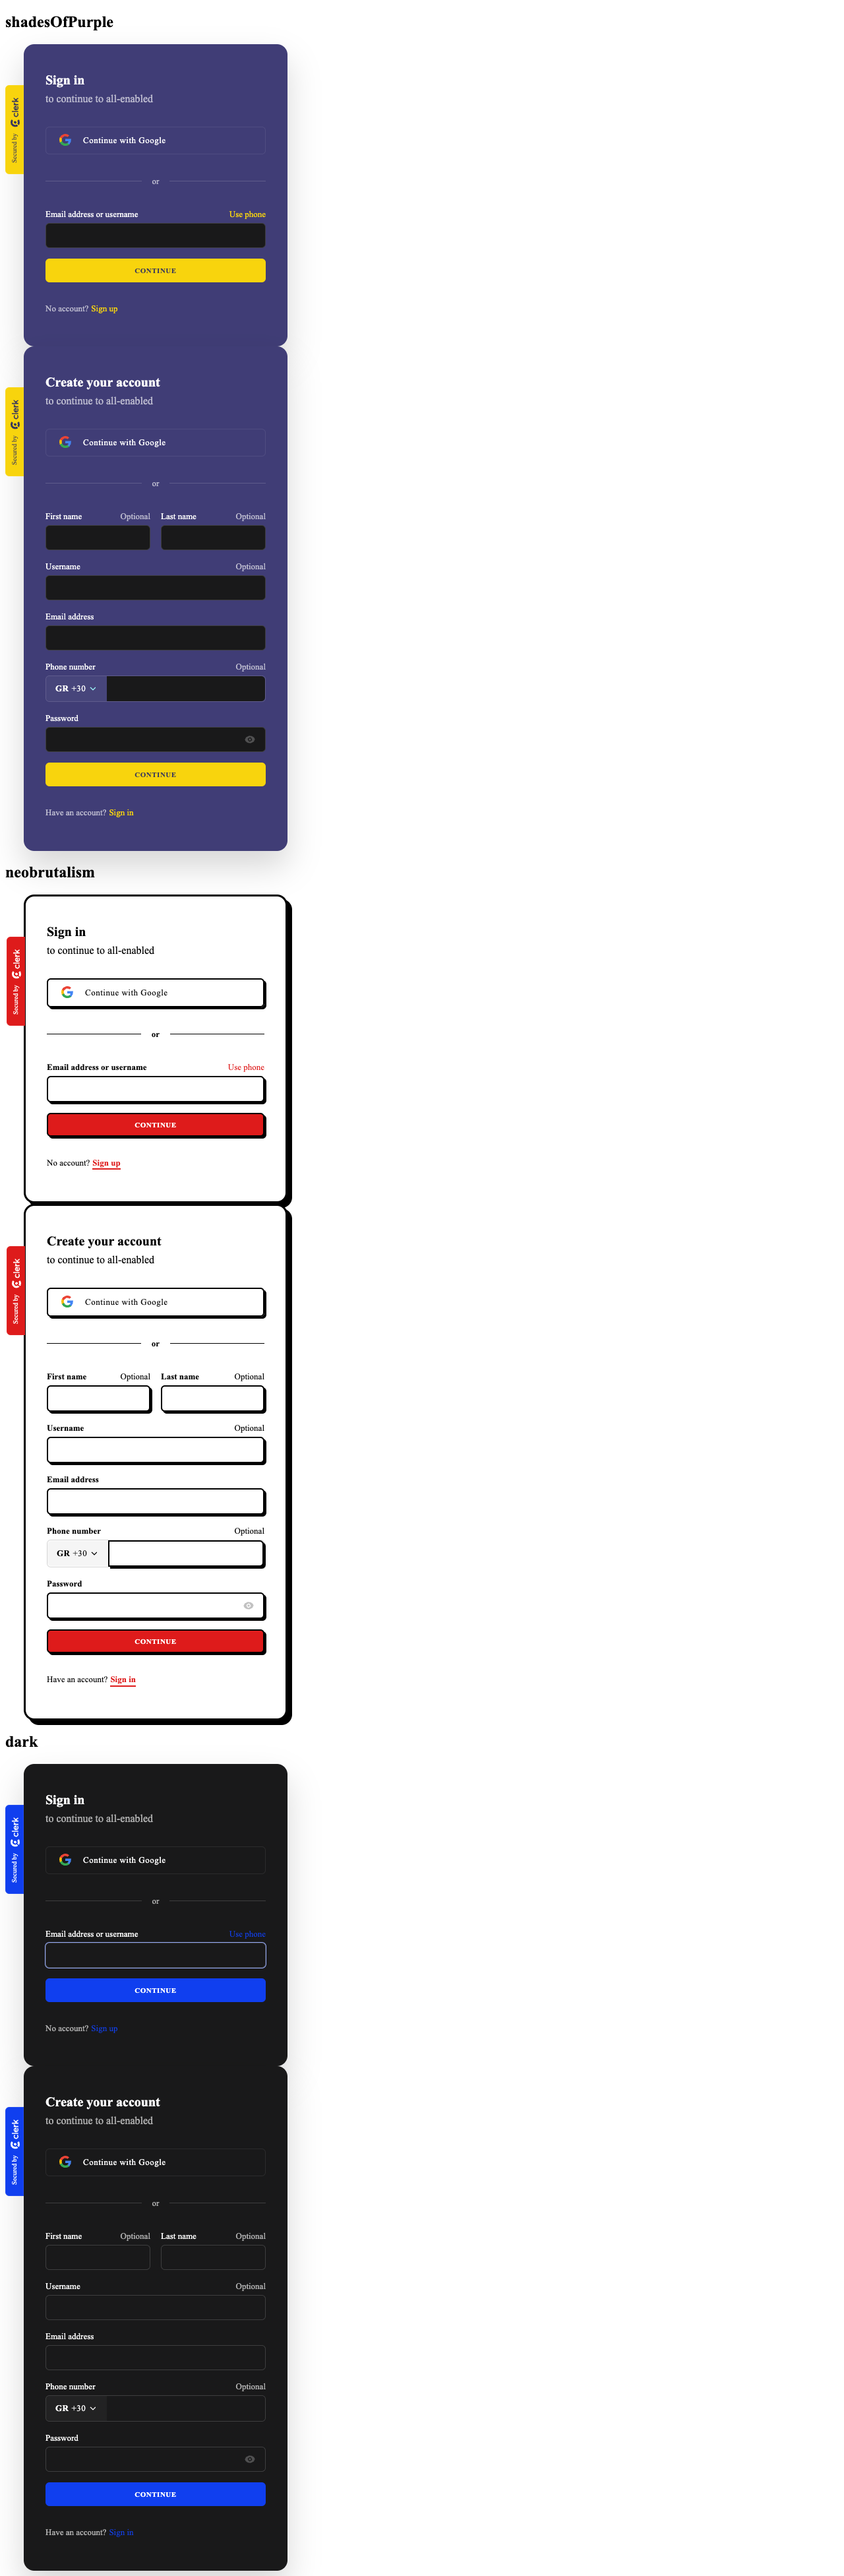 shadesOfPurple
Sign in
to continue to all-enabled
Secured by clerk
Continue with Google
or
Email address or username Use phone
CONTINUE
No account? Sign up
Create your account
to continue to all-enabled
Secured by clerk
Continue with Google
or
First name Optional Last name Optional
Username Optional
Email address
Phone number Optional
GR +30
Password
CONTINUE
Have an account? Sign in
neobrutalism
Sign in
to continue to all-enabled
Secured by clerk
Continue with Google
or
Email address or username Use phone
CONTINUE
No account? Sign up
Create your account
to continue to all-enabled
Secured by clerk
Continue with Google
or
First name Optional Last name Optional
Username Optional
Email address
Phone number Optional
GR +30
Password
CONTINUE
Have an account? Sign in
dark
Sign in
to continue to all-enabled
Secured by clerk
Continue with Google
or
Email address or username Use phone
CONTINUE
No account? Sign up
Create your account
to continue to all-enabled
Secured by clerk
Continue with Google
or
First name Optional Last name Optional
Username Optional
Email address
Phone number Optional
GR +30
Password
CONTINUE
Have an account? Sign in